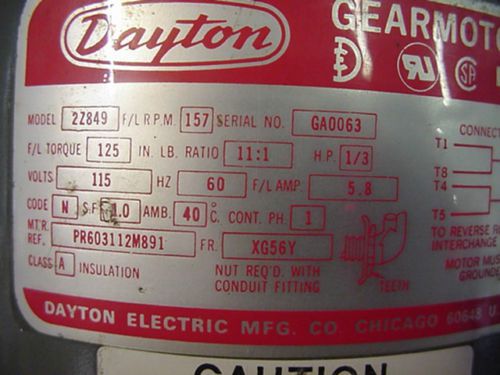 Dayton
GEARMOTO
MODEL 2Z849 F/L R.P.M. 157 SERIAL NO. GA0063
CONNECT
F/L TORQUE 125 IN. LB. RATIO 11:1 H.P. 1/3
T1
T8
VOLTS 115 HZ 60 F/L AMP. 5.8
T4
CODE N S.F. 1.0 AMB. 40 °C. CONT. PH. 1
T5
MTR. REF. PR603112M891 FR. XG56Y
TO REVERSE R
INTERCHANGE
CLASS A INSULATION
NUT REQ'D. WITH
CONDUIT FITTING
TEETH
MOTOR MUS
GROUNDE
DAYTON ELECTRIC MFG. CO. CHICAGO 60648 U
CAUTION